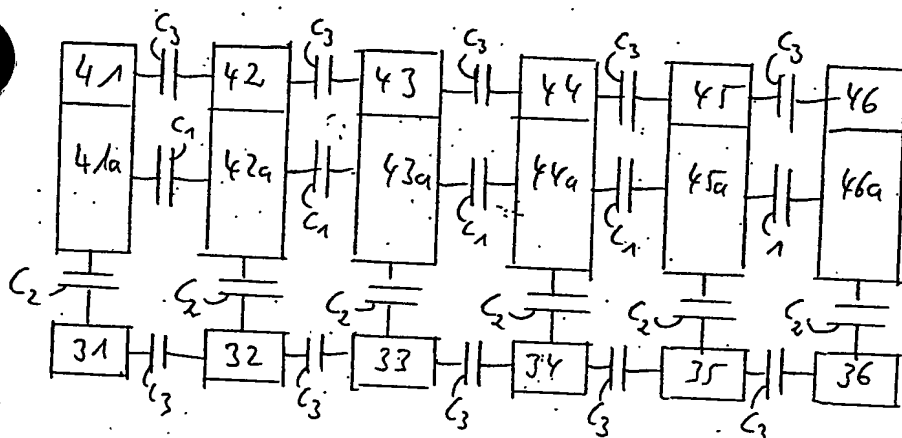 C3 C3 C3 C3 C3
41 42 43 44 45 46
C1
41a 42a 43a 44a 45a 46a
C1 C1 C1 C1
C2 C2 C2 C2 C2 C2
31 32 33 34 35 36
C3 C3 C3 C3 C3